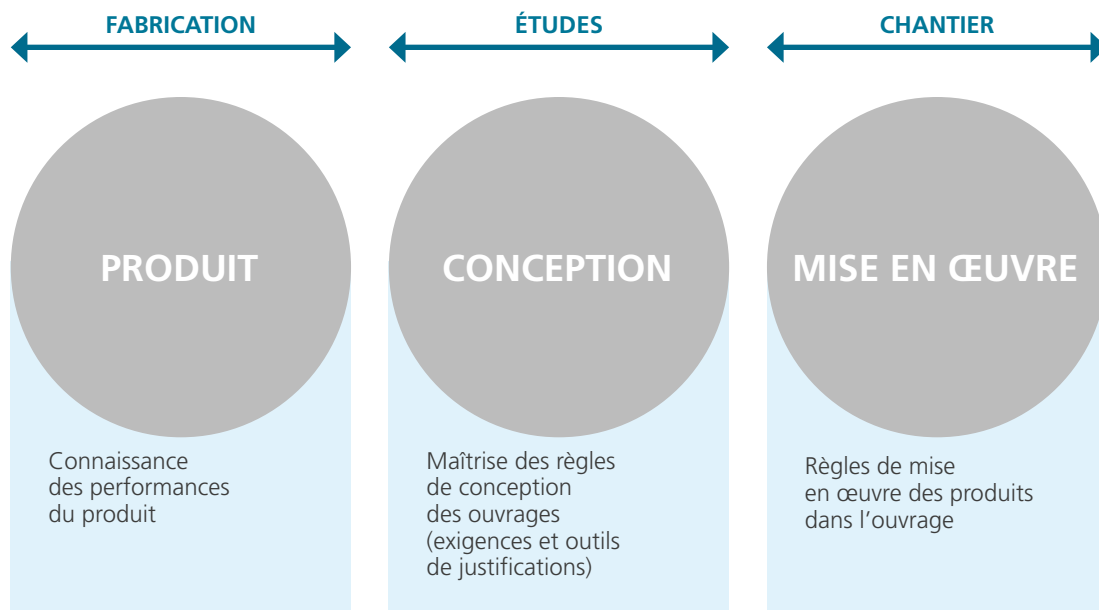 FABRICATION
PRODUIT
Connaissance
des performances
du produit
ÉTUDES
CONCEPTION
Maîtrise des règles
de conception
des ouvrages
(exigences et outils
de justifications)
CHANTIER
MISE EN ŒUVRE
Règles de mise
en œuvre des produits
dans l'ouvrage